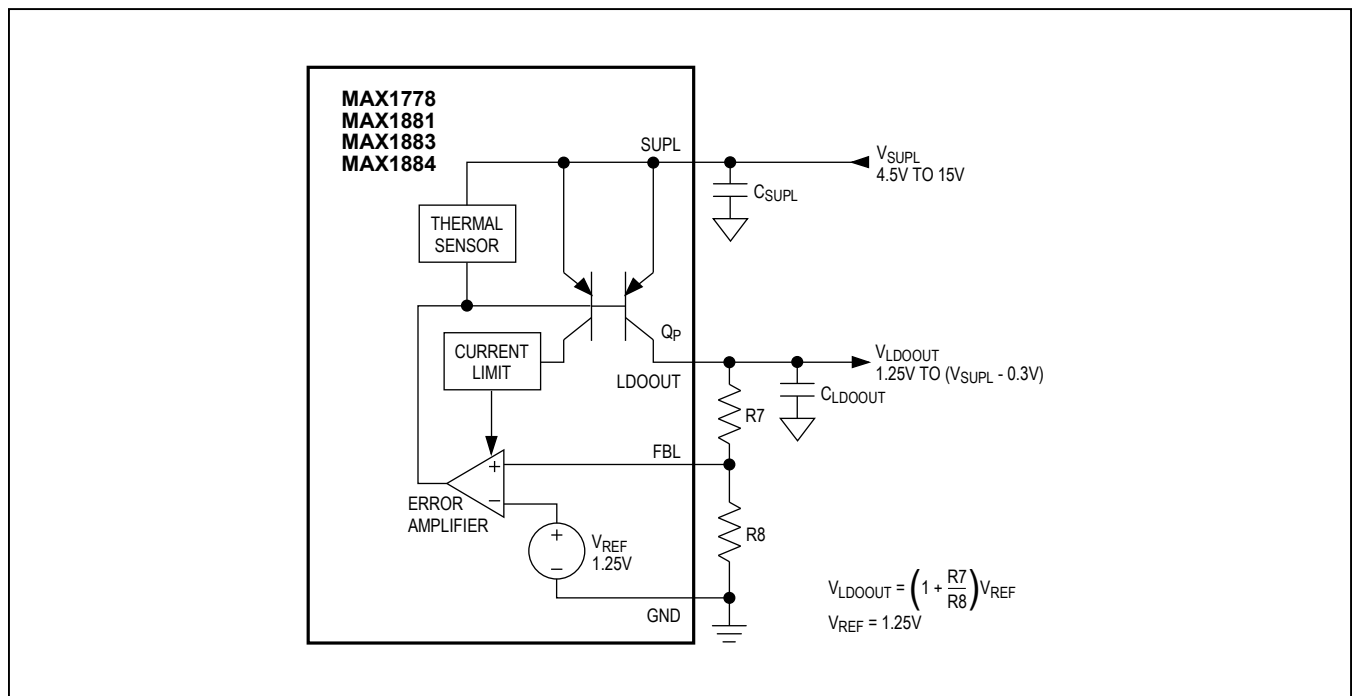 MAX1778
MAX1881
MAX1883
MAX1884
SUPL
VSUPL
4.5V TO 15V
CSUPL
THERMAL
SENSOR
QP
CURRENT
LIMIT
LDOOUT
VLDOOUT
1.25V TO (VSUPL - 0.3V)
CLDOOUT
R7
FBL
+
−
ERROR
AMPLIFIER
+
−
VREF
1.25V
R8
GND
VLDOOUT = (1 + R7/R8)VREF
VREF = 1.25V